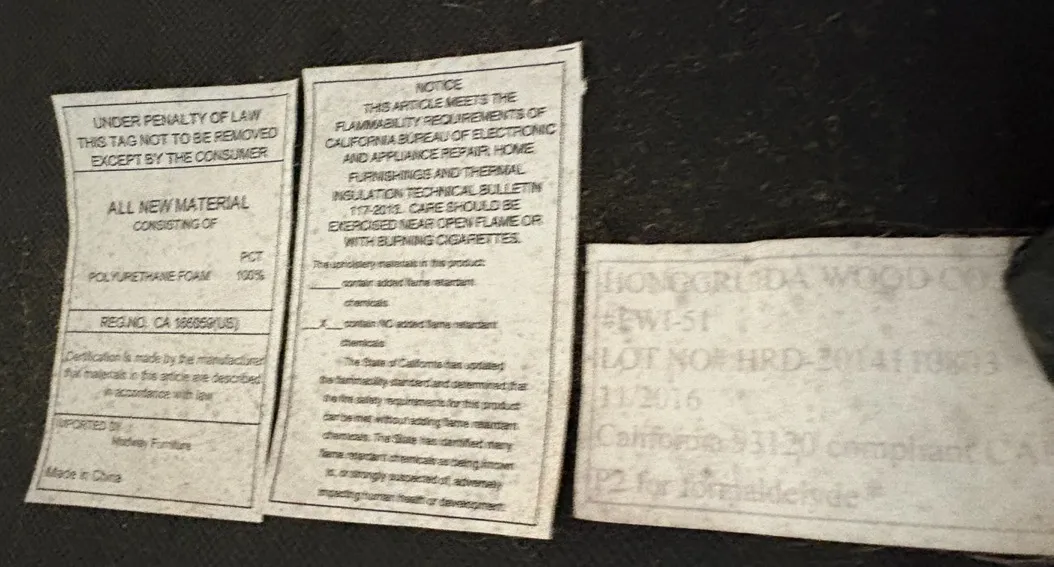 UNDER PENALTY OF LAW
THIS TAG NOT TO BE REMOVED
EXCEPT BY THE CONSUMER
ALL NEW MATERIAL
CONSISTING OF
PCT
POLYURETHANE FOAM 100%
REG.NO. CA (US)
Certification is made by the manufacturer
that materials in this article are described
in accordance with law
IMPORTED BY
Furniture
Made in China
NOTICE
THIS ARTICLE MEETS THE
FLAMMABILITY REQUIREMENTS OF
CALIFORNIA BUREAU OF ELECTRONIC
AND APPLIANCE REPAIR, HOME
FURNISHINGS AND THERMAL
INSULATION TECHNICAL BULLETIN
117-2013. CARE SHOULD BE
EXERCISED NEAR OPEN FLAME OR
WITH BURNING CIGARETTES.
The upholstery materials in this product:
contain added flame retardant
chemicals
X contain NO added flame retardant
chemicals
The State of California has updated
the flammability standard and determined that
the fire safety requirements for this product
can be met without adding flame retardant
chemicals. The State has identified many
flame retardant chemicals as being known
to, or strongly suspected of, adversely
impacting human health or development.
WOOD CO
LOT NO
11/2016
California 93120 compliant
P2 for formaldehyde